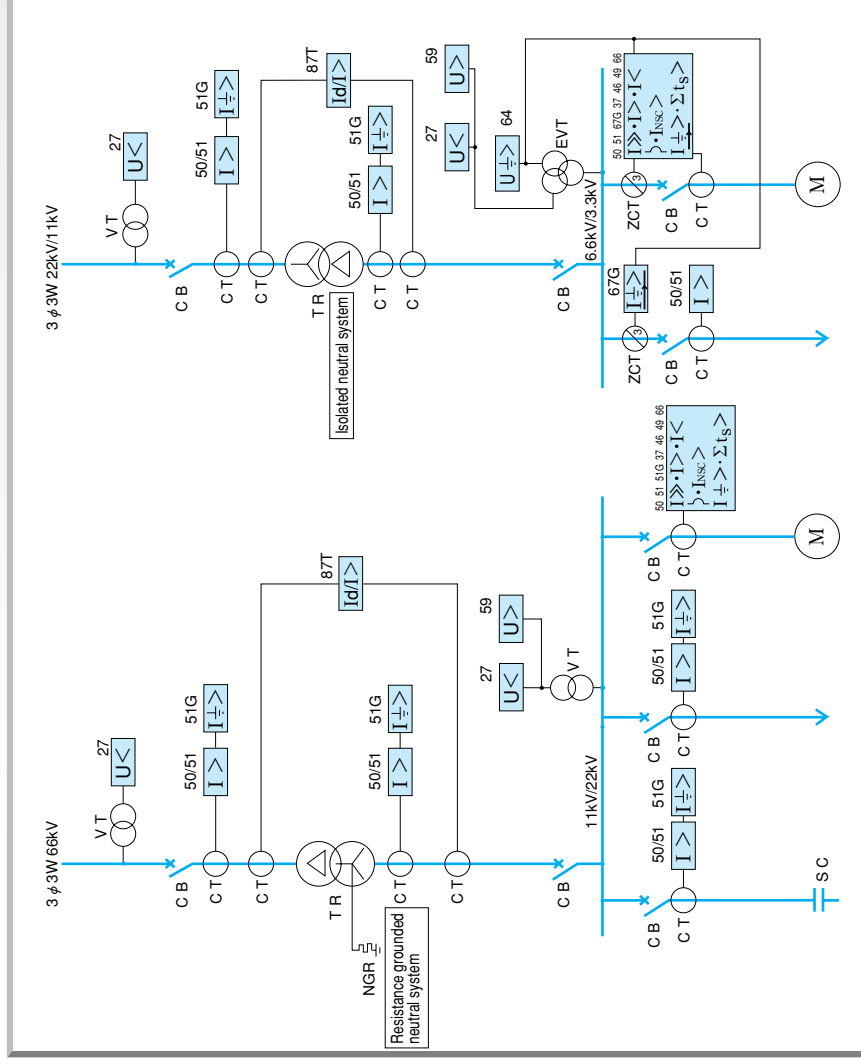 3φ3W 66kV
VT
27
U<
CB
CT
50/51
I>
51G
I⏚>
CT
87T
Id/I>
TR
NGR
Resistance grounded
neutral system
CT
50/51
I>
51G
I⏚>
CT
CB
11kV/22kV
27
U<
59
U>
VT
CB
CT
50/51
I>
51G
I⏚>
SC
CB
CT
50/51
I>
51G
I⏚>
CB
CT
50 51 51G 37 46 49 66
I≫·I>·I<
·INSC>
I⏚>·Σts>
M
3φ3W 22kV/11kV
VT
27
U<
CB
CT
50/51
I>
51G
I⏚>
CT
87T
Id/I>
TR
Isolated neutral system
CT
50/51
I>
51G
I⏚>
CT
CB
6.6kV/3.3kV
27
U<
59
U>
64
U⏚>
EVT
ZCT
3
67G
I⏚>
CB
CT
50/51
I>
ZCT
3
CB
CT
50 51 67G 37 46 49 66
I≫·I>·I<
·INSC>
I⏚>·Σts>
M